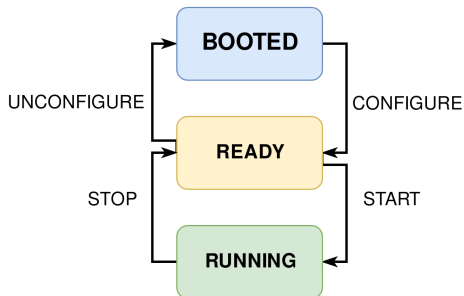 BOOTED
UNCONFIGURE
CONFIGURE
READY
STOP
START
RUNNING